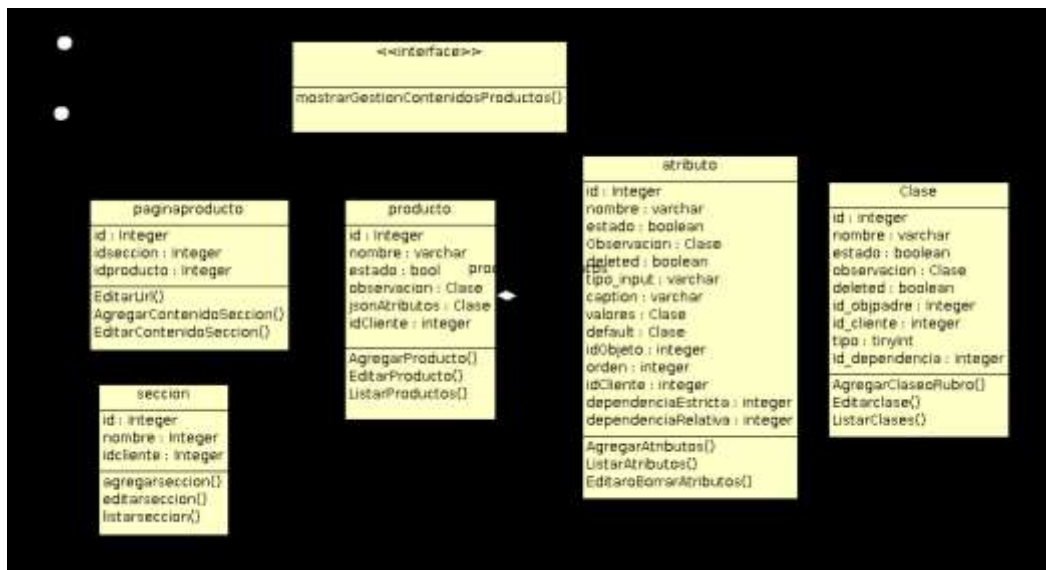 <<interface>>
mostrarGestionContenidosProductos()
paginaproducto
id : Integer
idseccion : Integer
idproducto : Integer
EditarUrl()
AgregarContenidoSeccion()
EditarContenidoSeccion()
seccion
id : Integer
nombre : Integer
idcliente : Integer
agregarseccion()
editarseccion()
listarseccion()
producto
id : Integer
nombre : varchar
estado : bool
observacion : Clase
jsonAtributos : Clase
idCliente : integer
AgregarProducto()
EditarProducto()
ListarProductos()
atributo
id : Integer
nombre : varchar
estado : boolean
Observacion : Clase
deleted : boolean
tipo_input : varchar
caption : varchar
valores : Clase
default : Clase
idObjeto : integer
orden : integer
idCliente : integer
dependenciaEstricta : integer
dependenciaRelativa : integer
AgregarAtributos()
ListarAtributos()
EditaroBorrarAtributos()
Clase
id : integer
nombre : varchar
estado : boolean
observacion : Clase
deleted : boolean
id_objpadre : Integer
id_cliente : integer
tipo : tinyint
id_dependencia : integer
AgregarClaseoRubro()
Editarclase()
ListarClases()